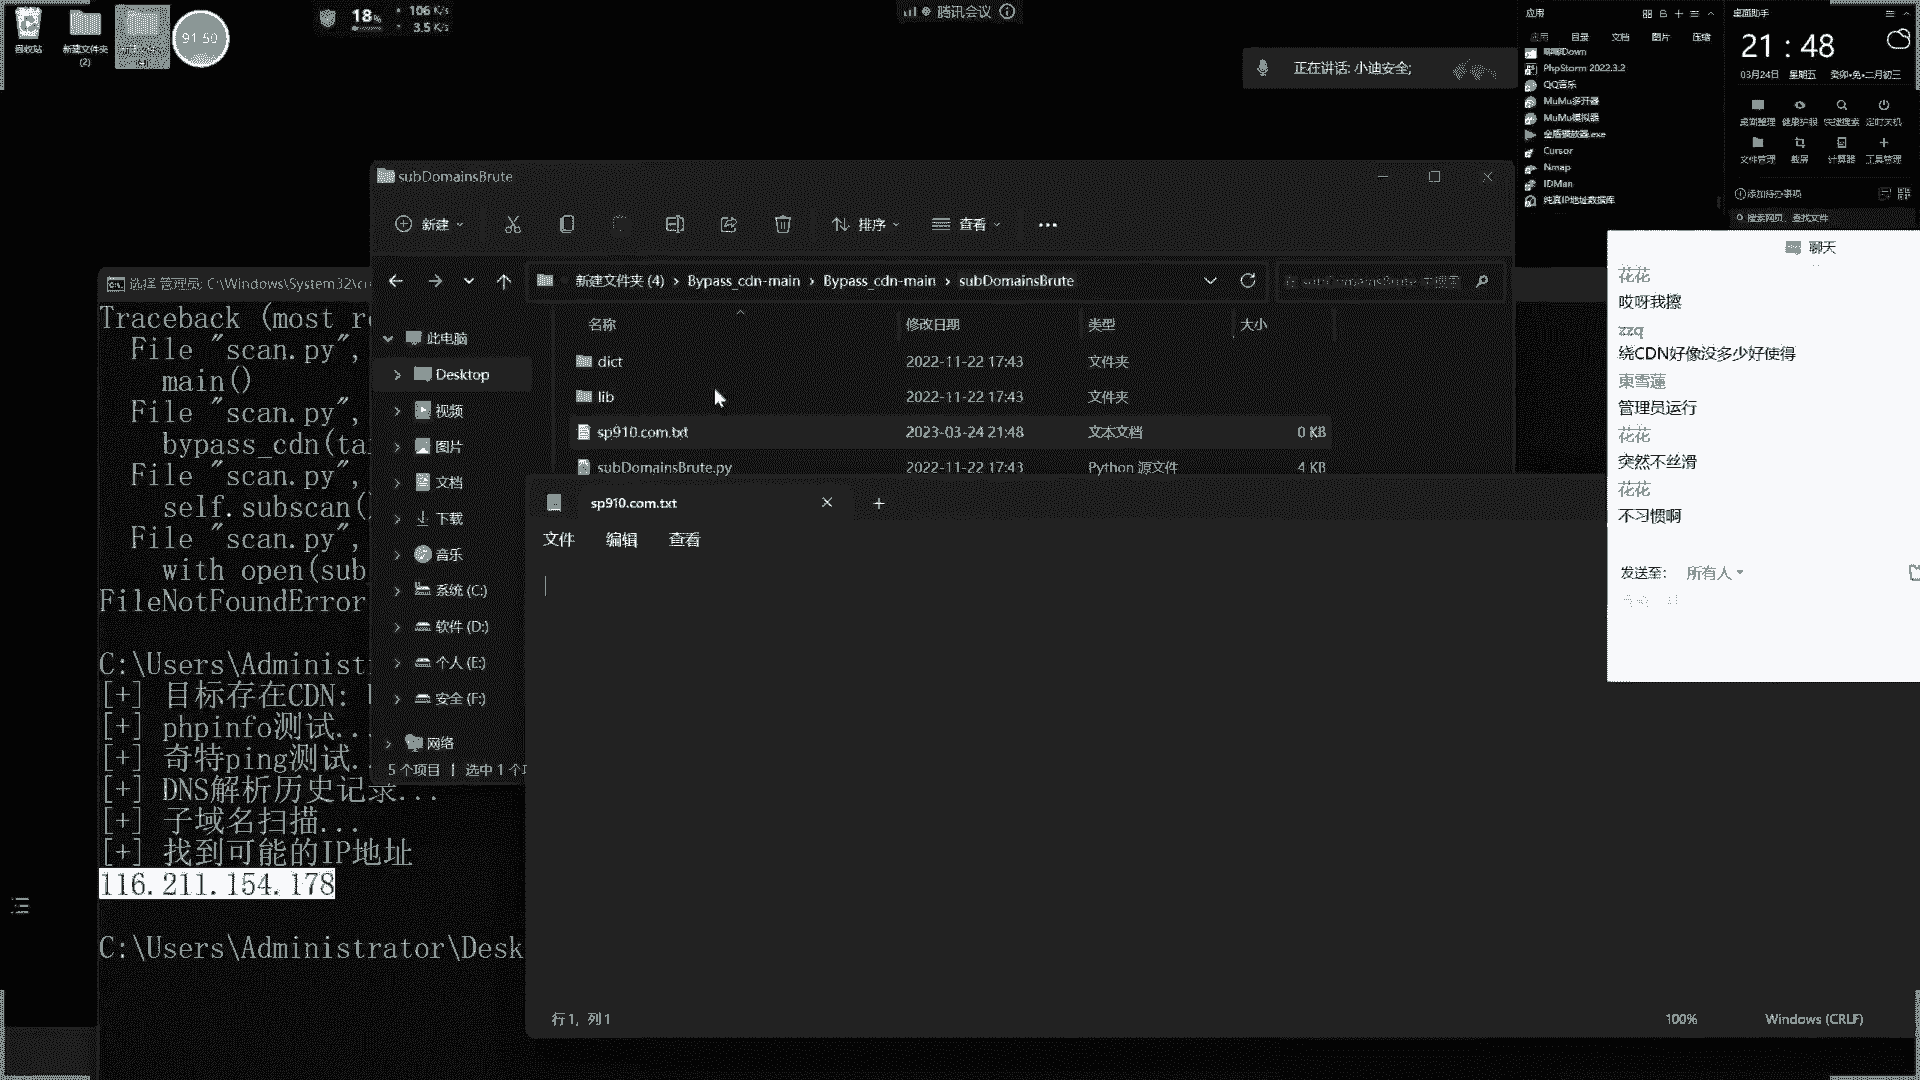 回收站
新建文件夹
(2)
91:50
18%
106 K/s
3.5 K/s
腾讯会议
正在讲话: 小迪安全;
应用
应用 目录 文档 图片 压缩
PhpStorm 2022.3.2
QQ音乐
MuMu多开器
MuMu模拟器
金盾播放器.exe
Cursor
Nmap
IDMan
纯真IP地址数据库
桌面助手
21 : 48
03月24日 星期五 癸卯·兔·二月初三
桌面整理 健康护眼 快速搜索 定时关机
文件管理 截屏 计算器 工具管理
添加待办事项
搜索网页、查找文件
选择 管理员: C:\Windows\System32\c
Traceback (most re
File "scan.py",
main()
File "scan.py",
bypass_cdn(ta
File "scan.py",
self.subscan(
File "scan.py",
with open(sub
FileNotFoundError
C:\Users\Administr
[+] 目标存在CDN:
[+] phpinfo测试...
[+] 奇特ping测试..
[+] DNS解析历史记录...
[+] 子域名扫描...
[+] 找到可能的IP地址
116.211.154.178
C:\Users\Administrator\Desk
subDomainsBrute
新建 排序 查看 •••
新建文件夹 (4) › Bypass_cdn-main › Bypass_cdn-main › subDomainsBrute
此电脑
Desktop
视频
图片
文档
下载
音乐
系统 (C:)
软件 (D:)
个人 (E:)
安全 (F:)
网络
5 个项目 | 选中 1 个
名称 修改日期 类型 大小
dict 2022-11-22 17:43 文件夹
lib 2022-11-22 17:43 文件夹
sp910.com.txt 2023-03-24 21:48 文本文档 0 KB
subDomainsBrute.py 2022-11-22 17:43 Python 源文件 4 KB
sp910.com.txt
文件 编辑 查看
行 1, 列 1
100% Windows (CRLF)
聊天
花花
哎呀我擦
zzq
绕CDN好像没多少好使得
東雪蓮
管理员运行
花花
突然不丝滑
花花
不习惯啊
发送至: 所有人